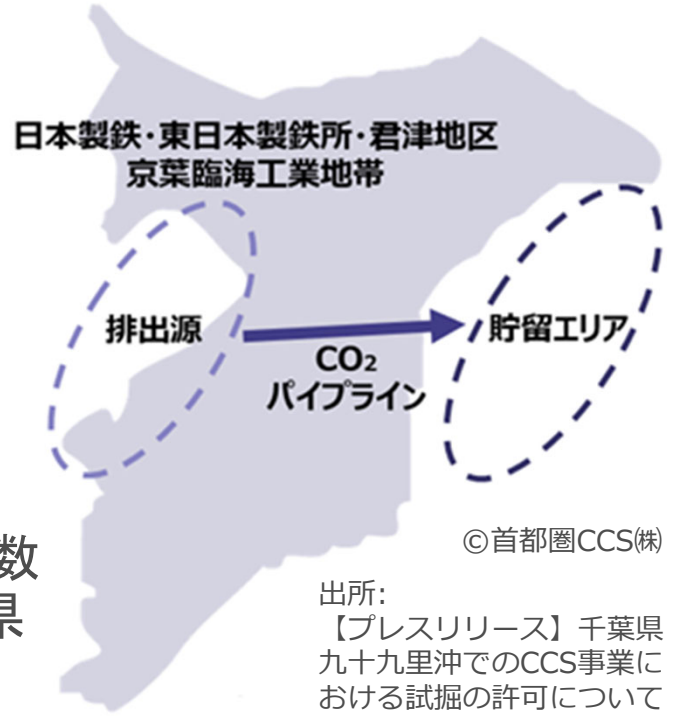 日本製鉄・東日本製鉄所・君津地区
京葉臨海工業地帯
排出源
貯留エリア
CO₂
パイプライン
数
県
©首都圏CCS㈱
出所:
【プレスリリース】千葉県
九十九里沖でのCCS事業に
おける試掘の許可について